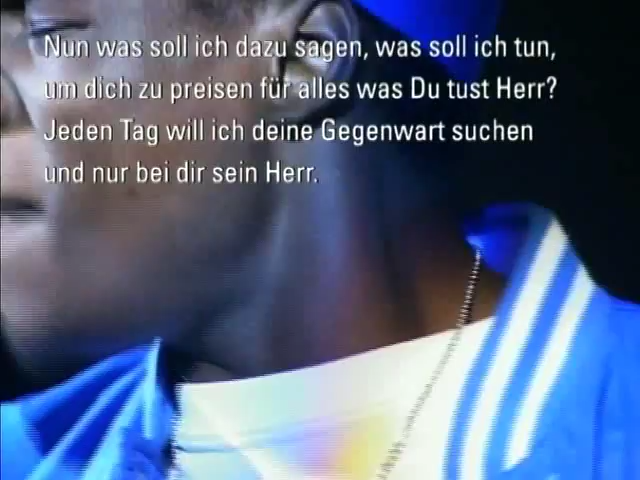 Nun was soll ich dazu sagen, was soll ich tun,
um dich zu preisen für alles was Du tust Herr?
Jeden Tag will ich deine Gegenwart suchen
und nur bei dir sein Herr.